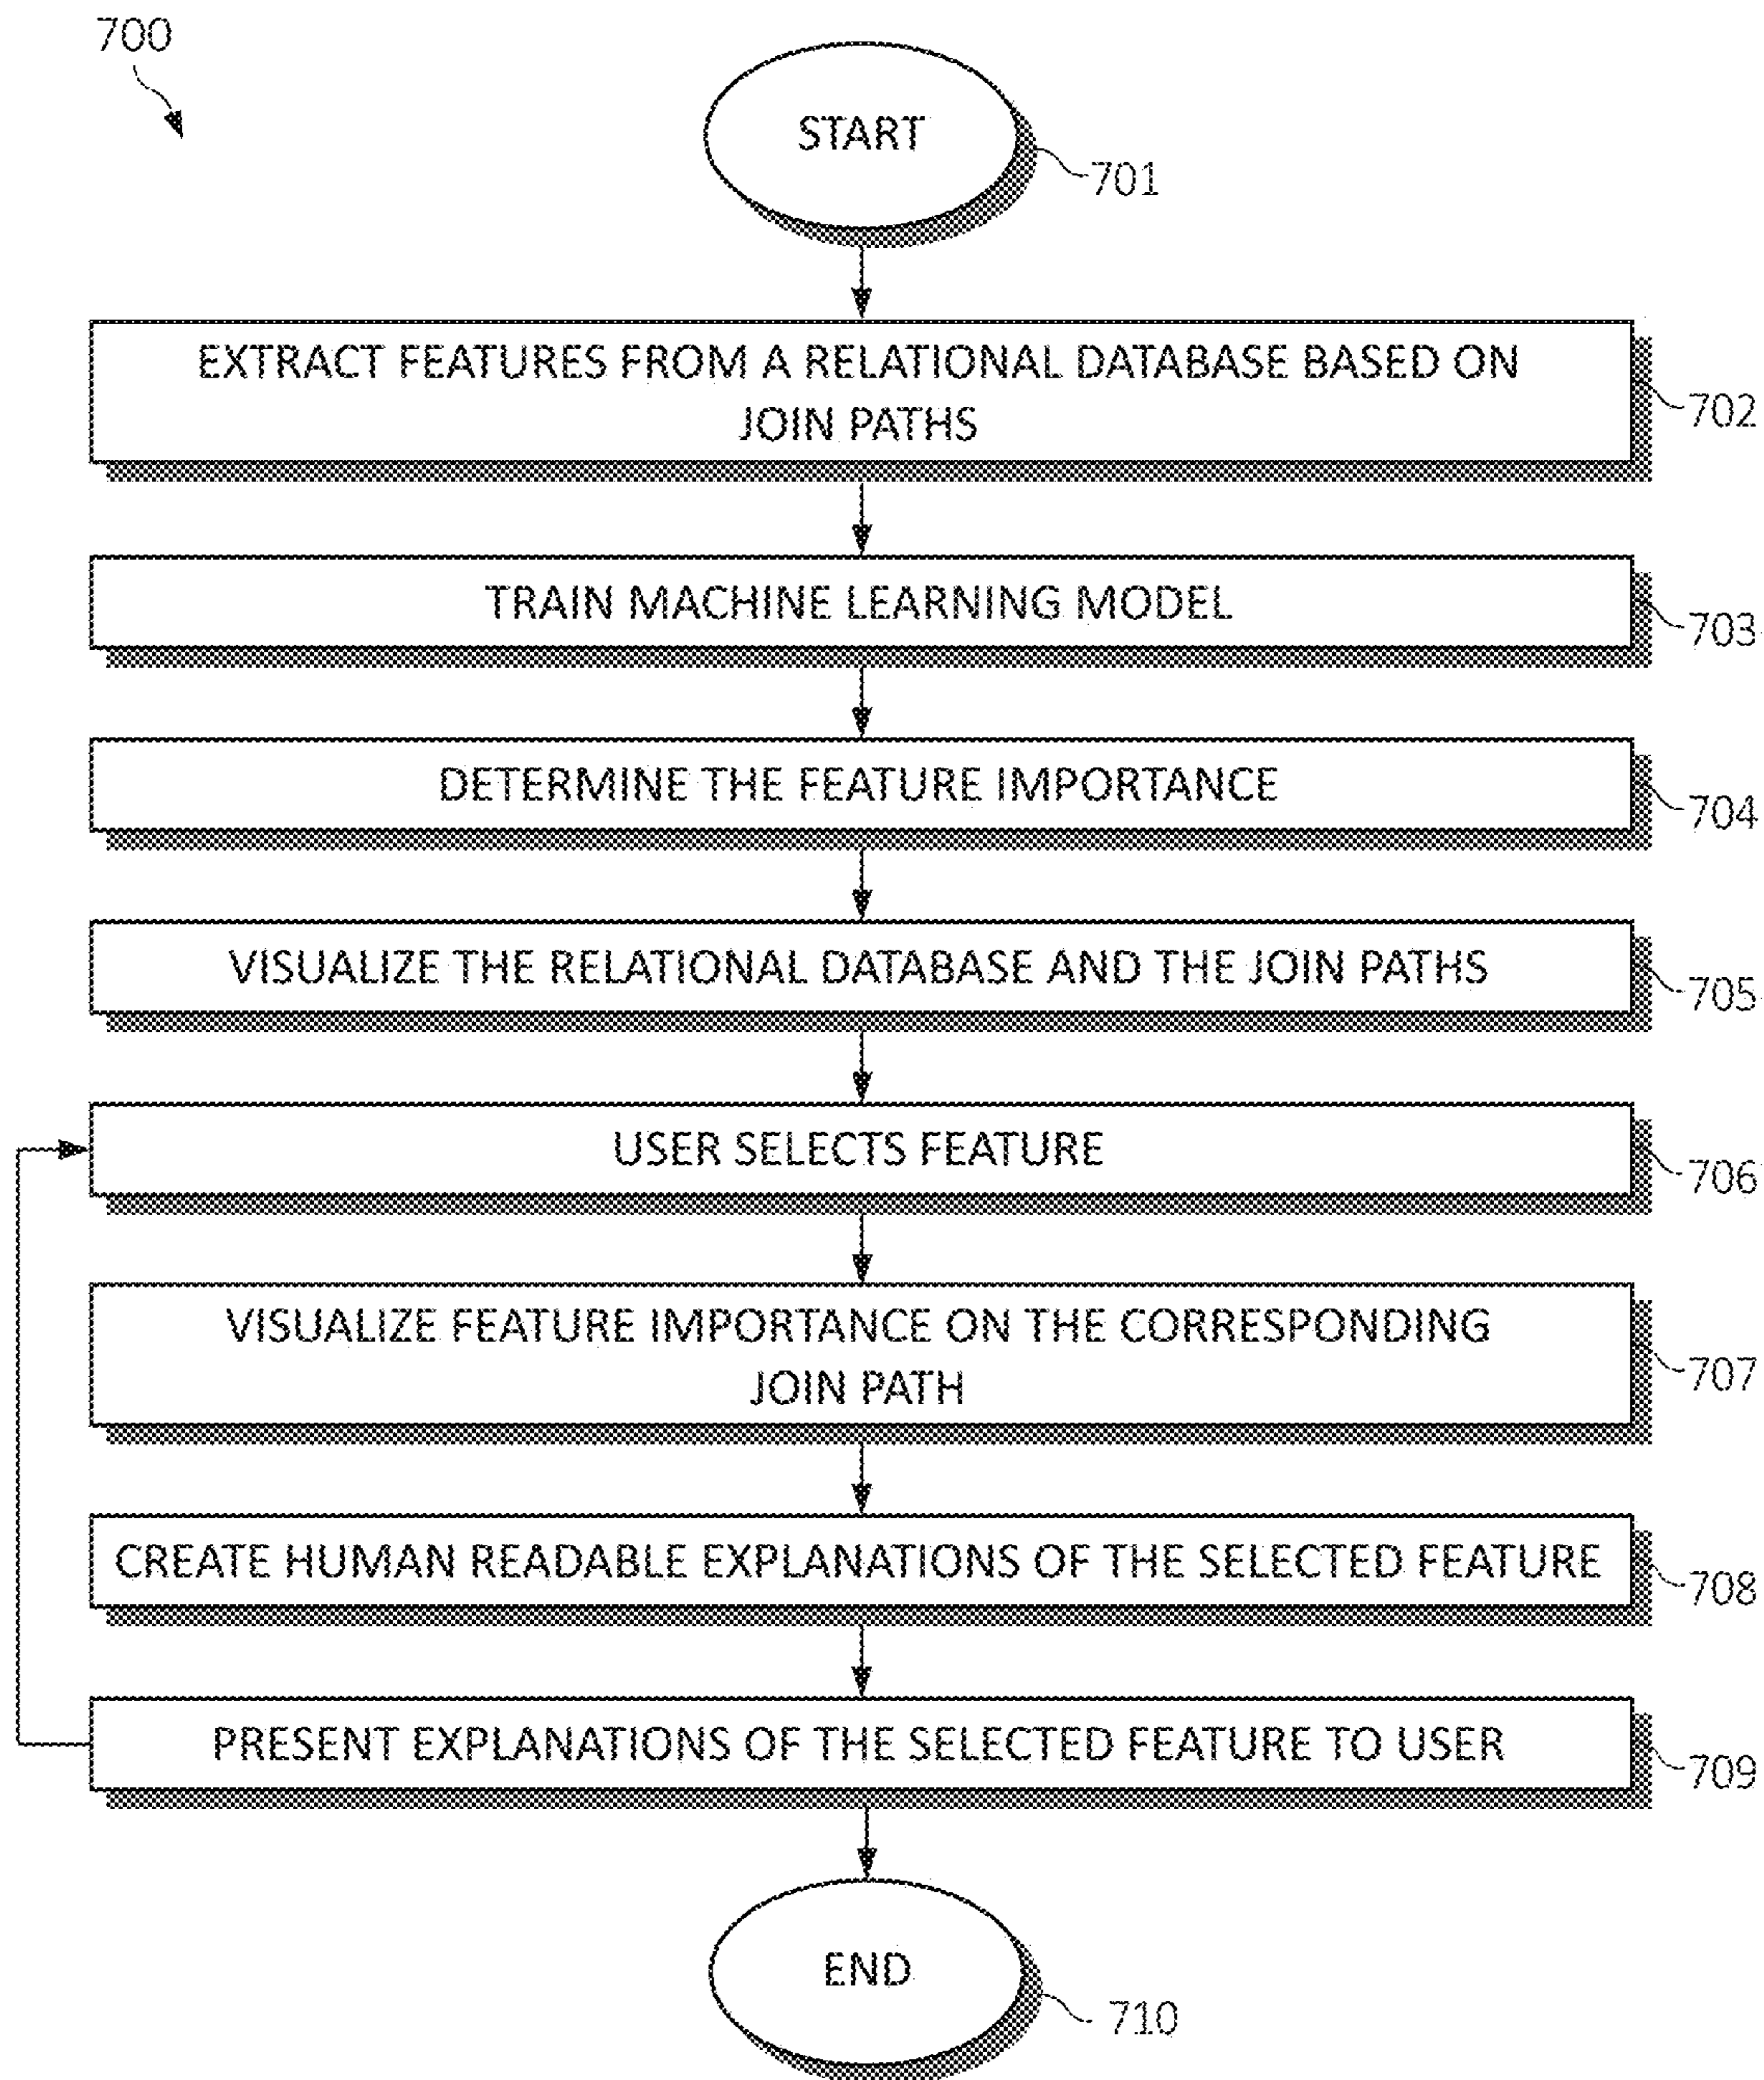 700
START
701
EXTRACT FEATURES FROM A RELATIONAL DATABASE BASED ON
JOIN PATHS
702
TRAIN MACHINE LEARNING MODEL
703
DETERMINE THE FEATURE IMPORTANCE
704
VISUALIZE THE RELATIONAL DATABASE AND THE JOIN PATHS
705
USER SELECTS FEATURE
706
VISUALIZE FEATURE IMPORTANCE ON THE CORRESPONDING
JOIN PATH
707
CREATE HUMAN READABLE EXPLANATIONS OF THE SELECTED FEATURE
708
PRESENT EXPLANATIONS OF THE SELECTED FEATURE TO USER
709
END
710